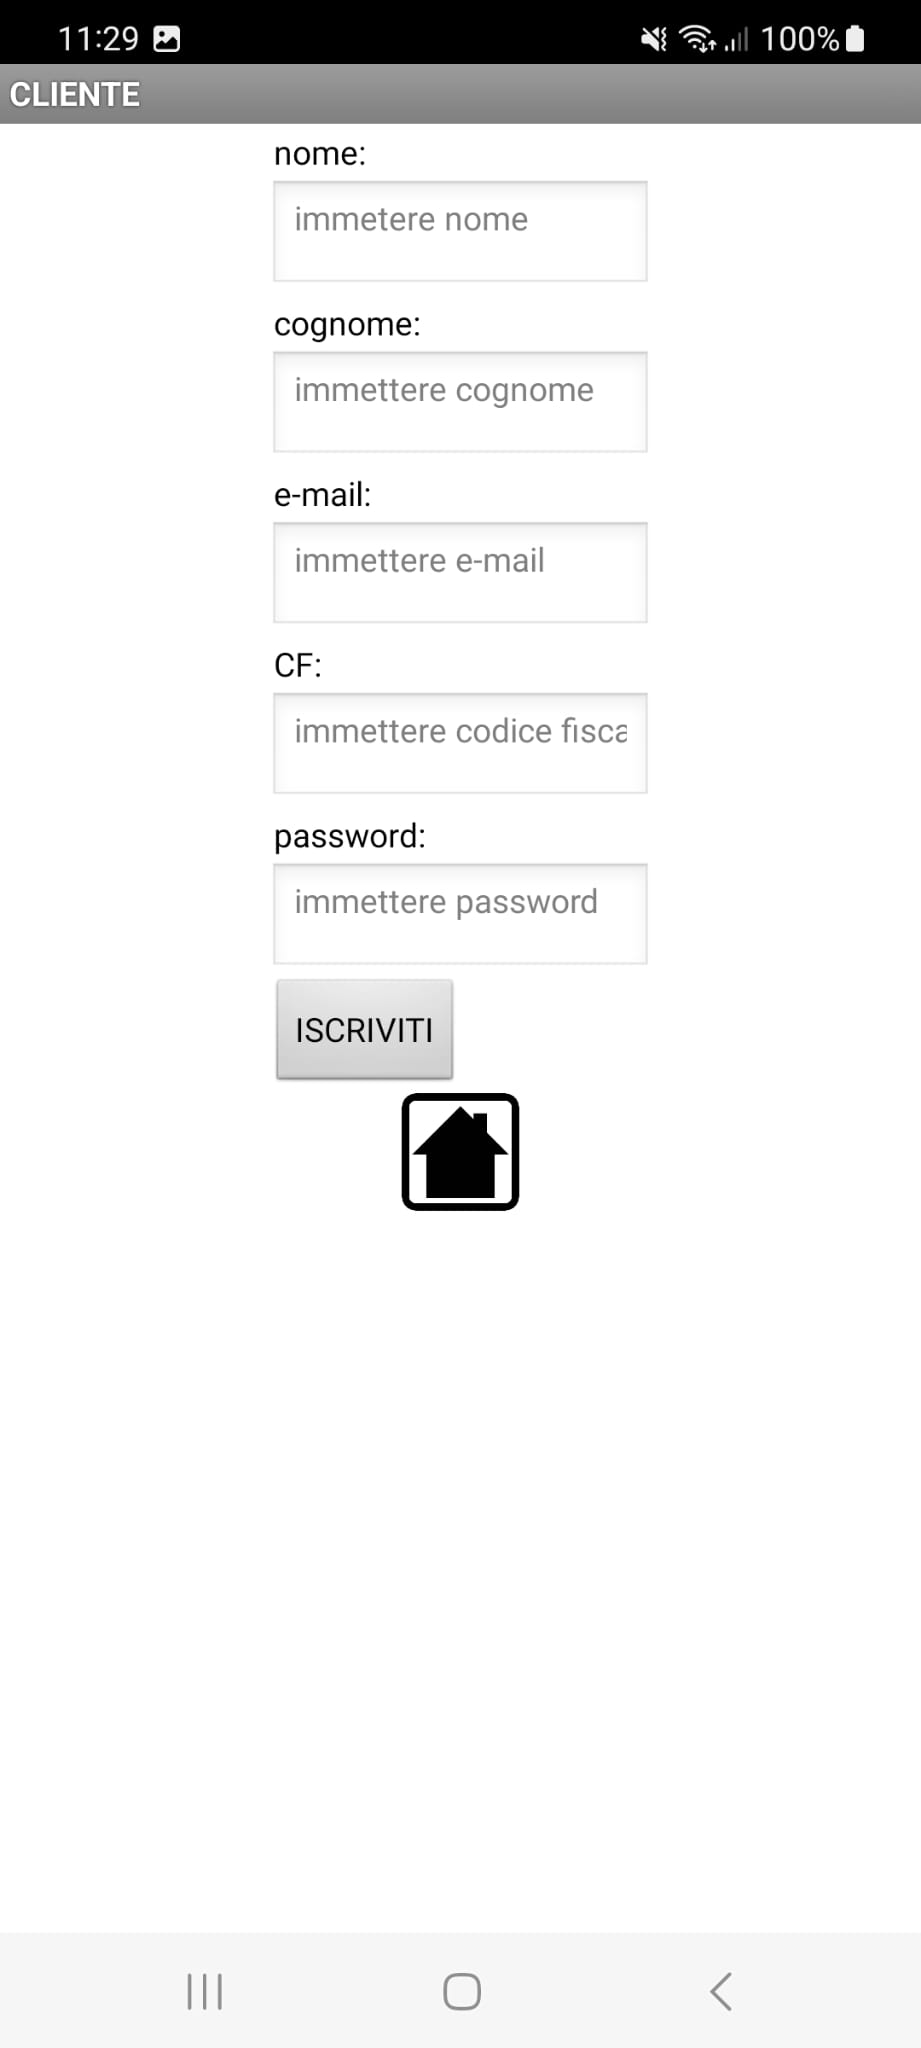 11:29 100%
CLIENTE
nome:
immetere nome
cognome:
immettere cognome
e-mail:
immettere e-mail
CF:
immettere codice fisca
password:
immettere password
ISCRIVITI